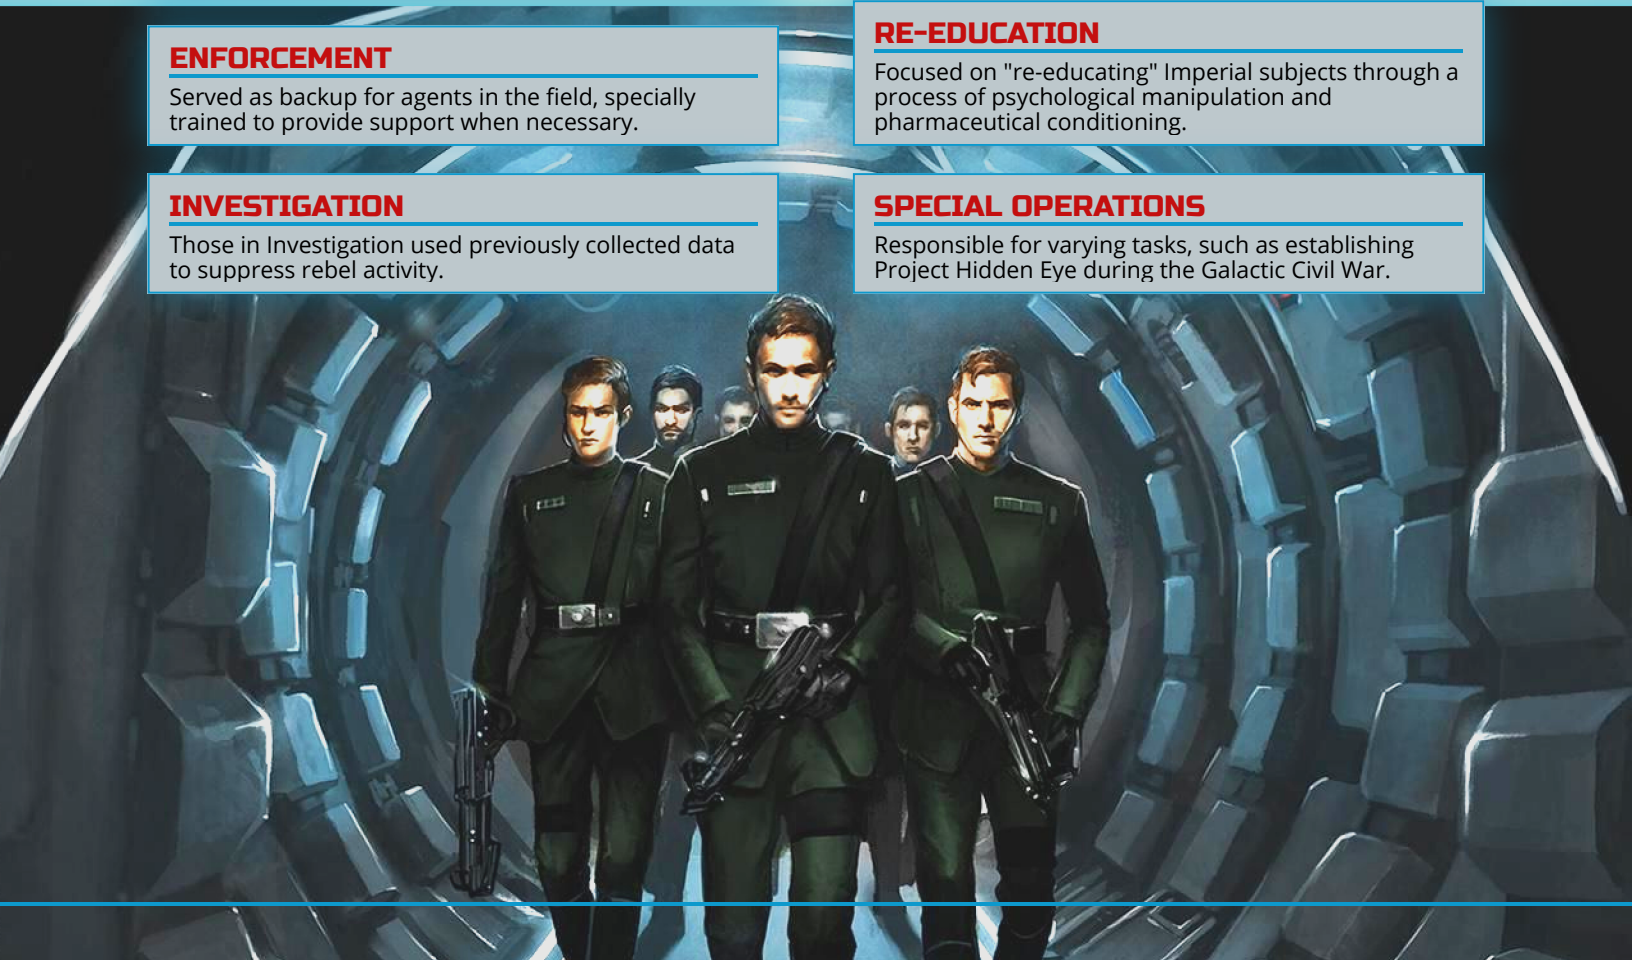 ENFORCEMENT
Served as backup for agents in the field, specially
trained to provide support when necessary.
RE-EDUCATION
Focused on "re-educating" Imperial subjects through a
process of psychological manipulation and
pharmaceutical conditioning.
INVESTIGATION
Those in Investigation used previously collected data
to suppress rebel activity.
SPECIAL OPERATIONS
Responsible for varying tasks, such as establishing
Project Hidden Eye during the Galactic Civil War.